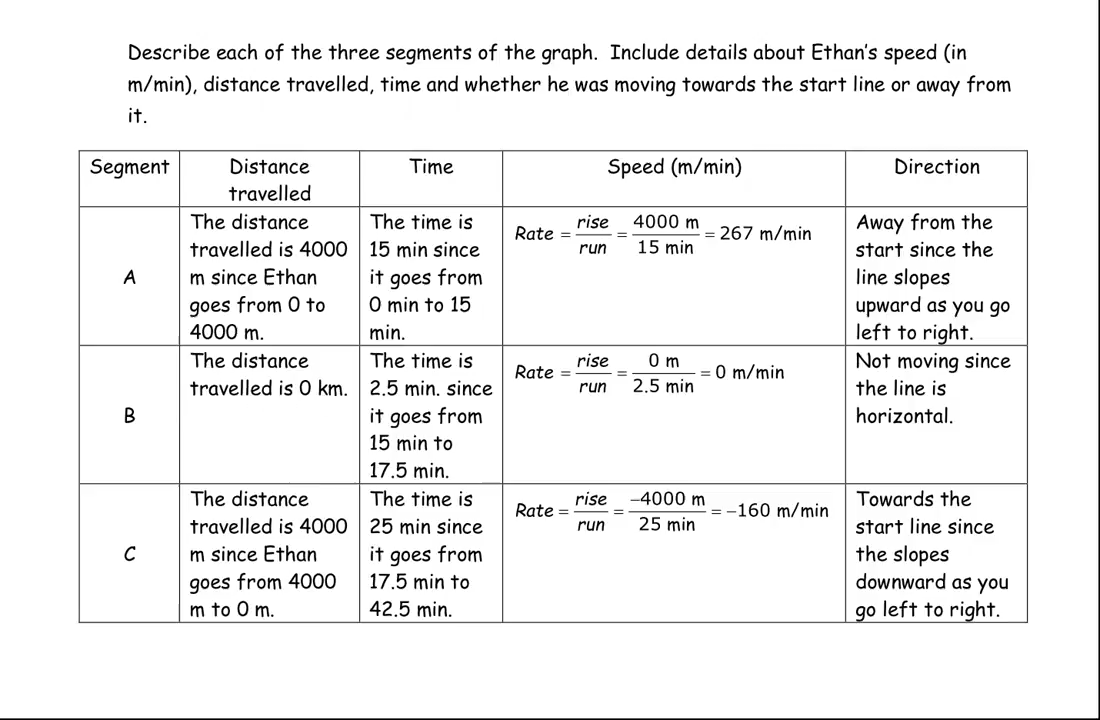 Describe each of the three segments of the graph. Include details about Ethan's speed (in
m/min), distance travelled, time and whether he was moving towards the start line or away from
it.
Segment
Distance
travelled
Time
Speed (m/min)
Direction
A
The distance
travelled is 4000
m since Ethan
goes from 0 to
4000 m.
The time is
15 min since
it goes from
0 min to 15
min.
Rate = rise/run = 4000 m/15 min = 267 m/min
Away from the
start since the
line slopes
upward as you go
left to right.
B
The distance
travelled is 0 km.
The time is
2.5 min. since
it goes from
15 min to
17.5 min.
Rate = rise/run = 0 m/2.5 min = 0 m/min
Not moving since
the line is
horizontal.
C
The distance
travelled is 4000
m since Ethan
goes from 4000
m to 0 m.
The time is
25 min since
it goes from
17.5 min to
42.5 min.
Rate = rise/run = −4000 m/25 min = −160 m/min
Towards the
start line since
the slopes
downward as you
go left to right.